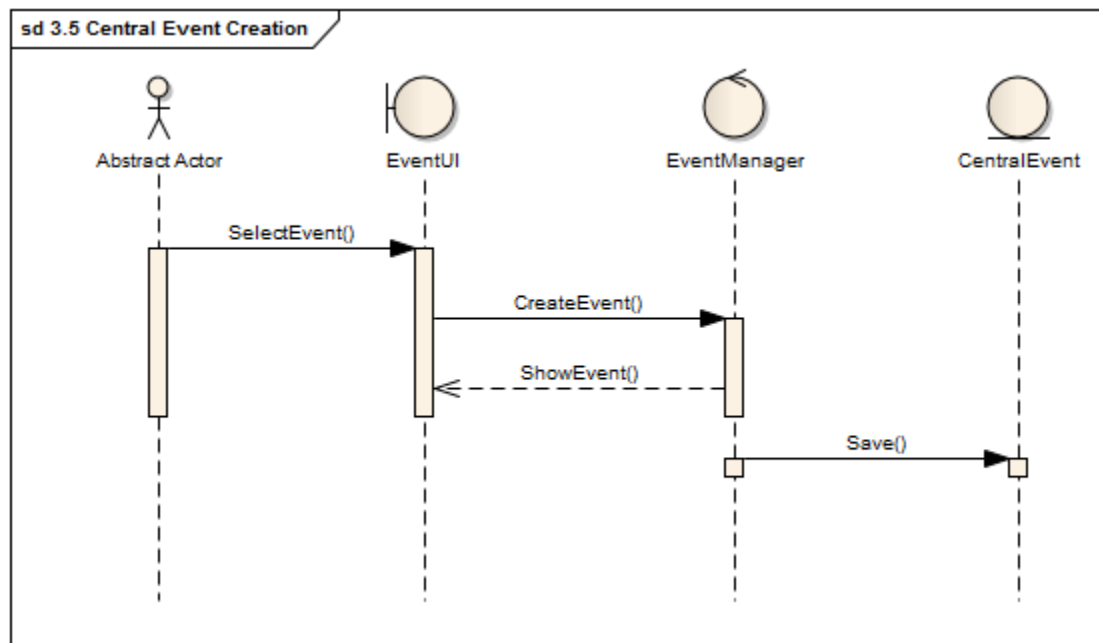 sd 3.5 Central Event Creation
Abstract Actor
EventUI
EventManager
CentralEvent
SelectEvent()
CreateEvent()
ShowEvent()
Save()